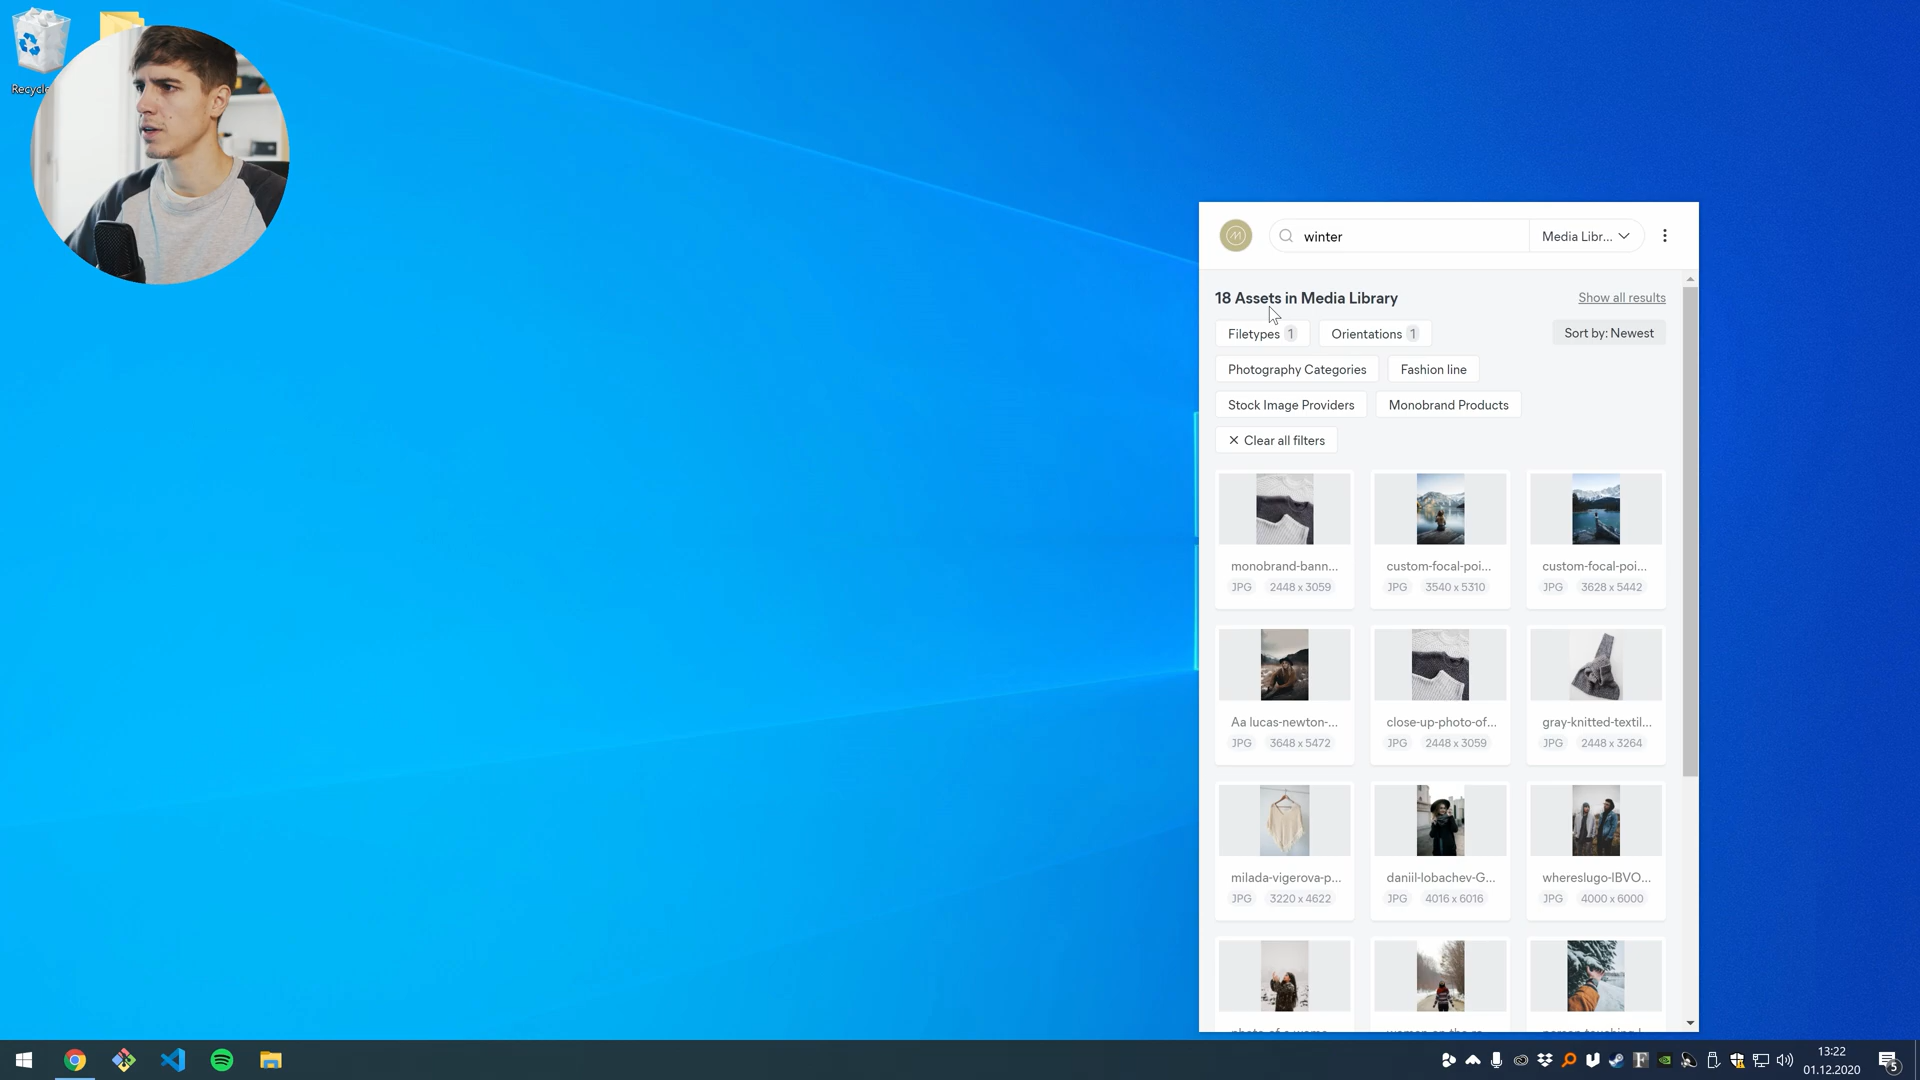 Recycle
winter
Media Libr...
18 Assets in Media Library
Show all results
Filetypes 1
Orientations 1
Sort by: Newest
Photography Categories
Fashion line
Stock Image Providers
Monobrand Products
Clear all filters
monobrand-bann...
JPG 2448 x 3059
custom-focal-poi...
JPG 3540 x 5310
custom-focal-poi...
JPG 3628 x 5442
Aa lucas-newton-...
JPG 3648 x 5472
close-up-photo-of...
JPG 2448 x 3059
gray-knitted-textil...
JPG 2448 x 3264
milada-vigerova-p...
JPG 3220 x 4622
daniil-lobachev-G...
JPG 4016 x 6016
whereslugo-IBVO...
JPG 4000 x 6000
13:22
01.12.2020
5